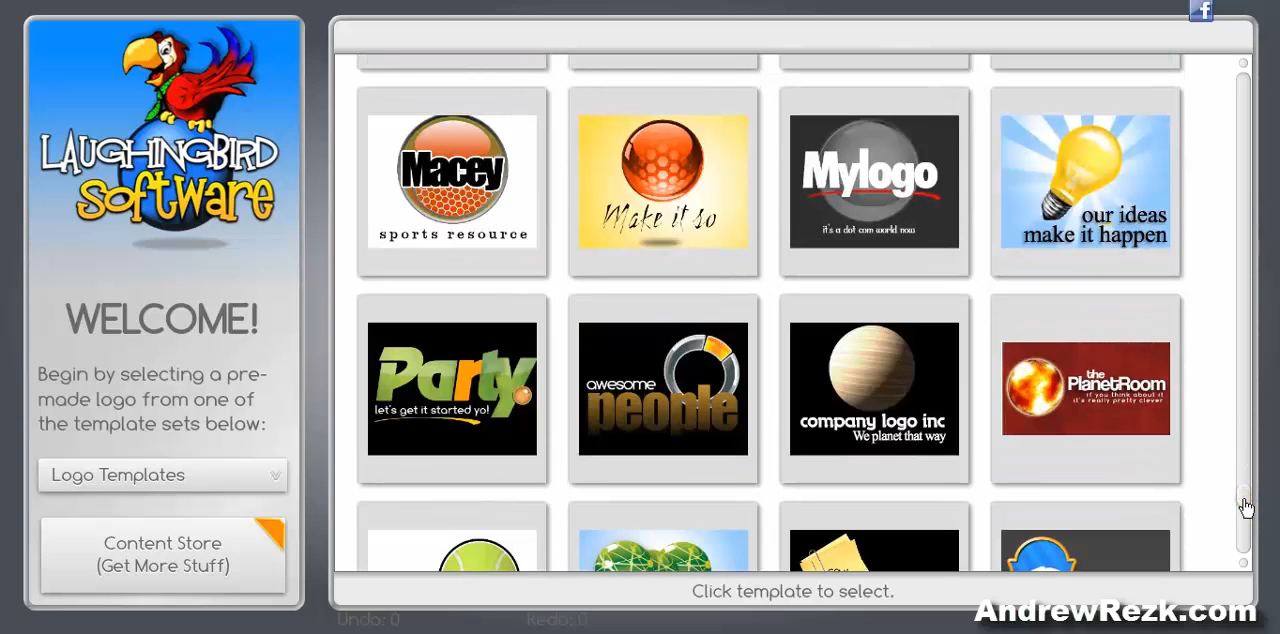 f
LAUGHINGBIRD
Software
WELCOME!
Begin by selecting a pre-
made logo from one of
the template sets below:
Logo Templates
Content Store
(Get More Stuff)
Macey
sports resource
Make it so
Mylogo
it's a dot com world now
our ideas
make it happen
Party
let's get it started yo!
awesome
people
company logo inc
We planet that way
the
PlanetRoom
if you think about it
it's really pretty clever
Click template to select.
Undo: 0
Redo: 0
AndrewRezk.com